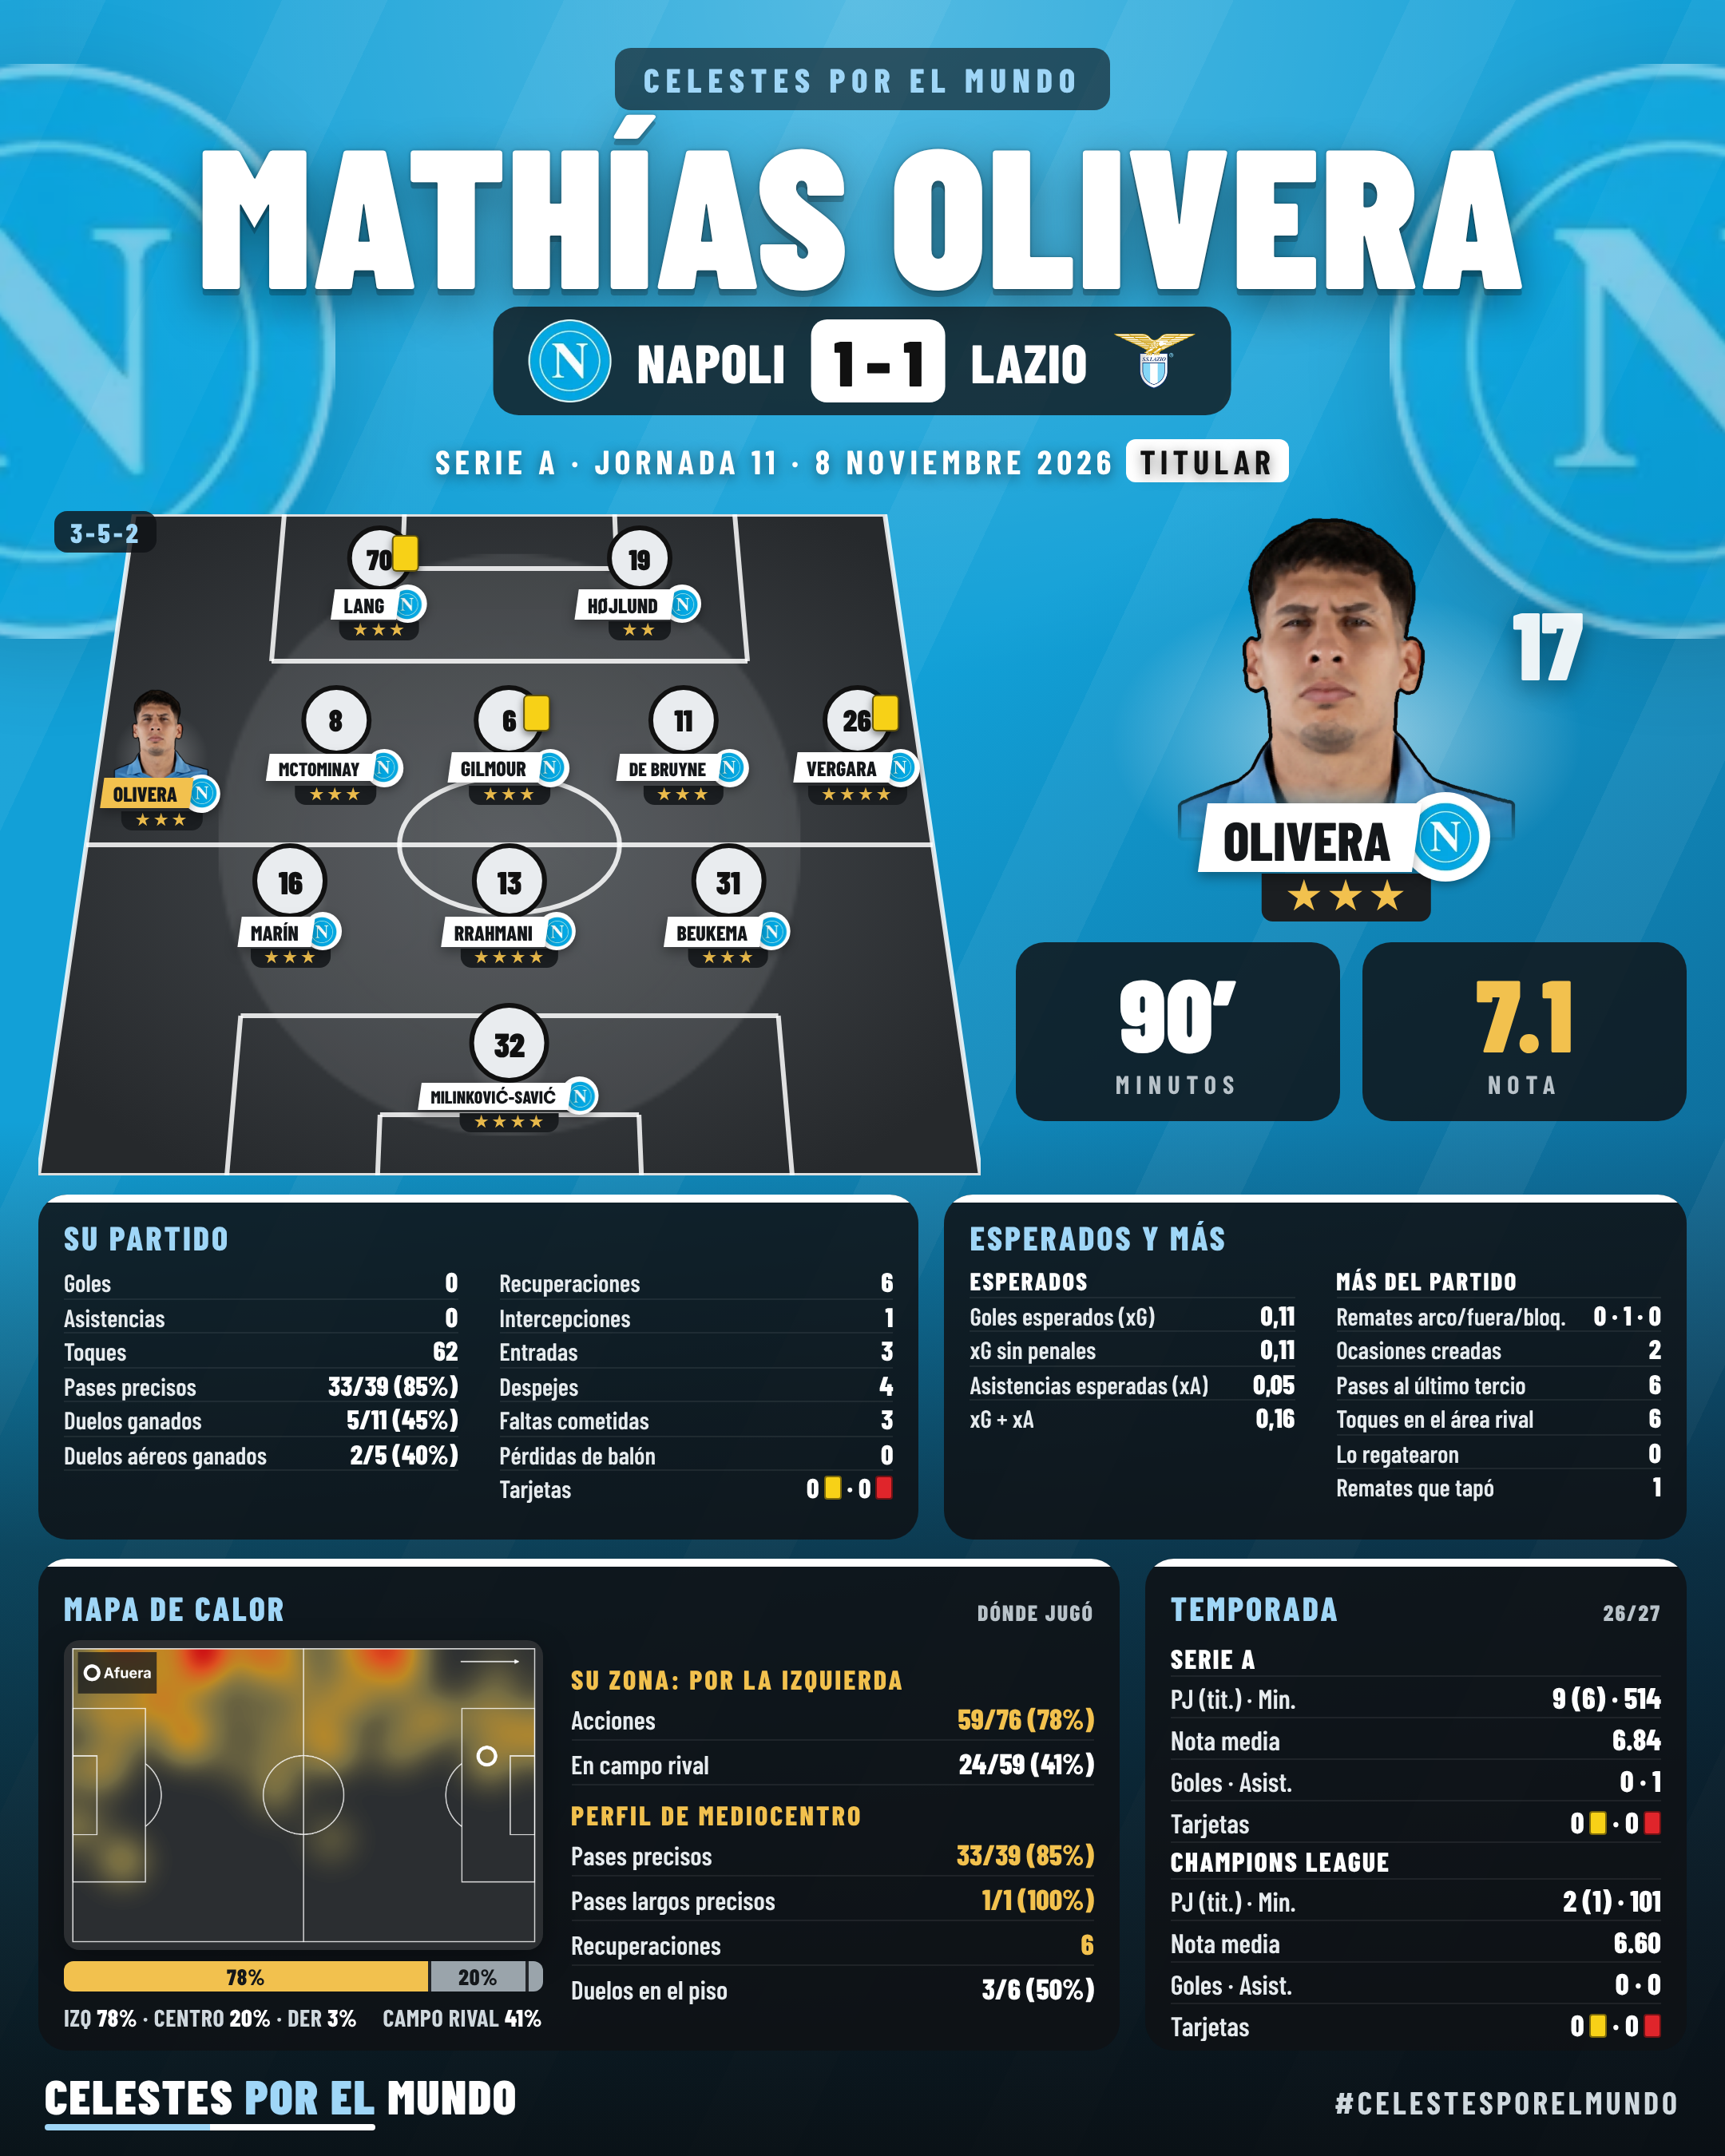 CELESTES POR EL MUNDO
MATHÍAS OLIVERA
N NAPOLI 1 - 1 LAZIO S.S.LAZIO
SERIE A · JORNADA 11 · 8 NOVIEMBRE 2026 TITULAR
3-5-2
70 19
LANG N HØJLUND N
17
8 6 11 26
MCTOMINAY N GILMOUR N DE BRUYNE N VERGARA N
OLIVERA N
16 13 31
MARÍN N RRAHMANI N BEUKEMA N
32
MILINKOVIĆ-SAVIĆ N
OLIVERA N
90' 7.1
MINUTOS NOTA
SU PARTIDO
Goles 0
Asistencias 0
Toques 62
Pases precisos 33/39 (85%)
Duelos ganados 5/11 (45%)
Duelos aéreos ganados 2/5 (40%)
Recuperaciones 6
Intercepciones 1
Entradas 3
Despejes 4
Faltas cometidas 3
Pérdidas de balón 0
Tarjetas 0 · 0
ESPERADOS Y MÁS
ESPERADOS
Goles esperados (xG) 0,11
xG sin penales 0,11
Asistencias esperadas (xA) 0,05
xG + xA 0,16
MÁS DEL PARTIDO
Remates arco/fuera/bloq. 0 · 1 · 0
Ocasiones creadas 2
Pases al último tercio 6
Toques en el área rival 6
Lo regatearon 0
Remates que tapó 1
MAPA DE CALOR DÓNDE JUGÓ
Afuera
78% 20%
IZQ 78% · CENTRO 20% · DER 3% CAMPO RIVAL 41%
SU ZONA: POR LA IZQUIERDA
Acciones 59/76 (78%)
En campo rival 24/59 (41%)
PERFIL DE MEDIOCENTRO
Pases precisos 33/39 (85%)
Pases largos precisos 1/1 (100%)
Recuperaciones 6
Duelos en el piso 3/6 (50%)
TEMPORADA 26/27
SERIE A
PJ (tit.) · Min. 9 (6) · 514
Nota media 6.84
Goles · Asist. 0 · 1
Tarjetas 0 · 0
CHAMPIONS LEAGUE
PJ (tit.) · Min. 2 (1) · 101
Nota media 6.60
Goles · Asist. 0 · 0
Tarjetas 0 · 0
CELESTES POR EL MUNDO
#CELESTESPORELMUNDO